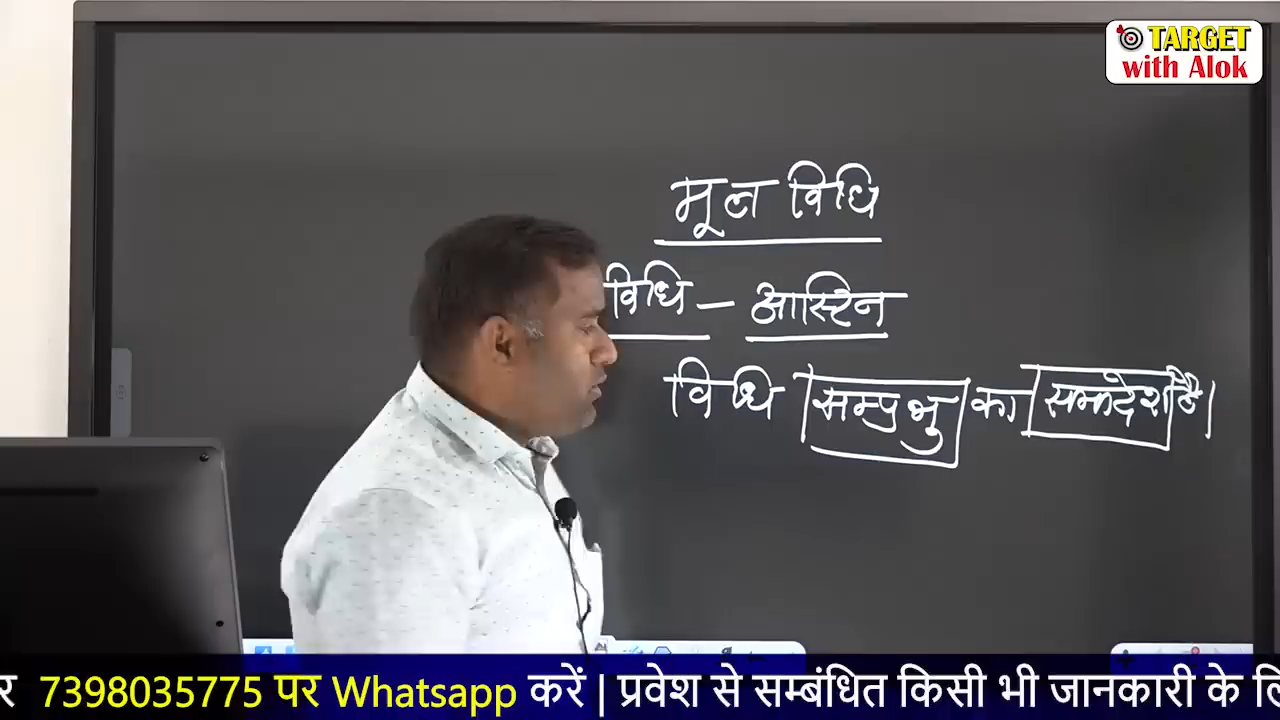 TARGET
with Alok
मूल विधि
विधि – आस्टिन
विधि सम्प्रभु का समादेश है।
र 7398035775 पर Whatsapp करें | प्रवेश से सम्बंधित किसी भी जानकारी के लि